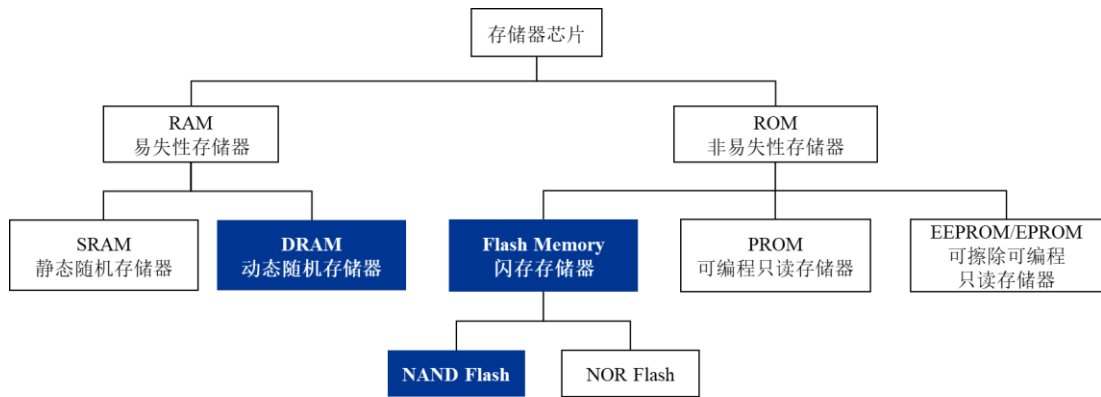 存储器芯片
RAM
易失性存储器
ROM
非易失性存储器
SRAM
静态随机存储器
DRAM
动态随机存储器
Flash Memory
闪存存储器
PROM
可编程只读存储器
EEPROM/EPROM
可擦除可编程
只读存储器
NAND Flash
NOR Flash